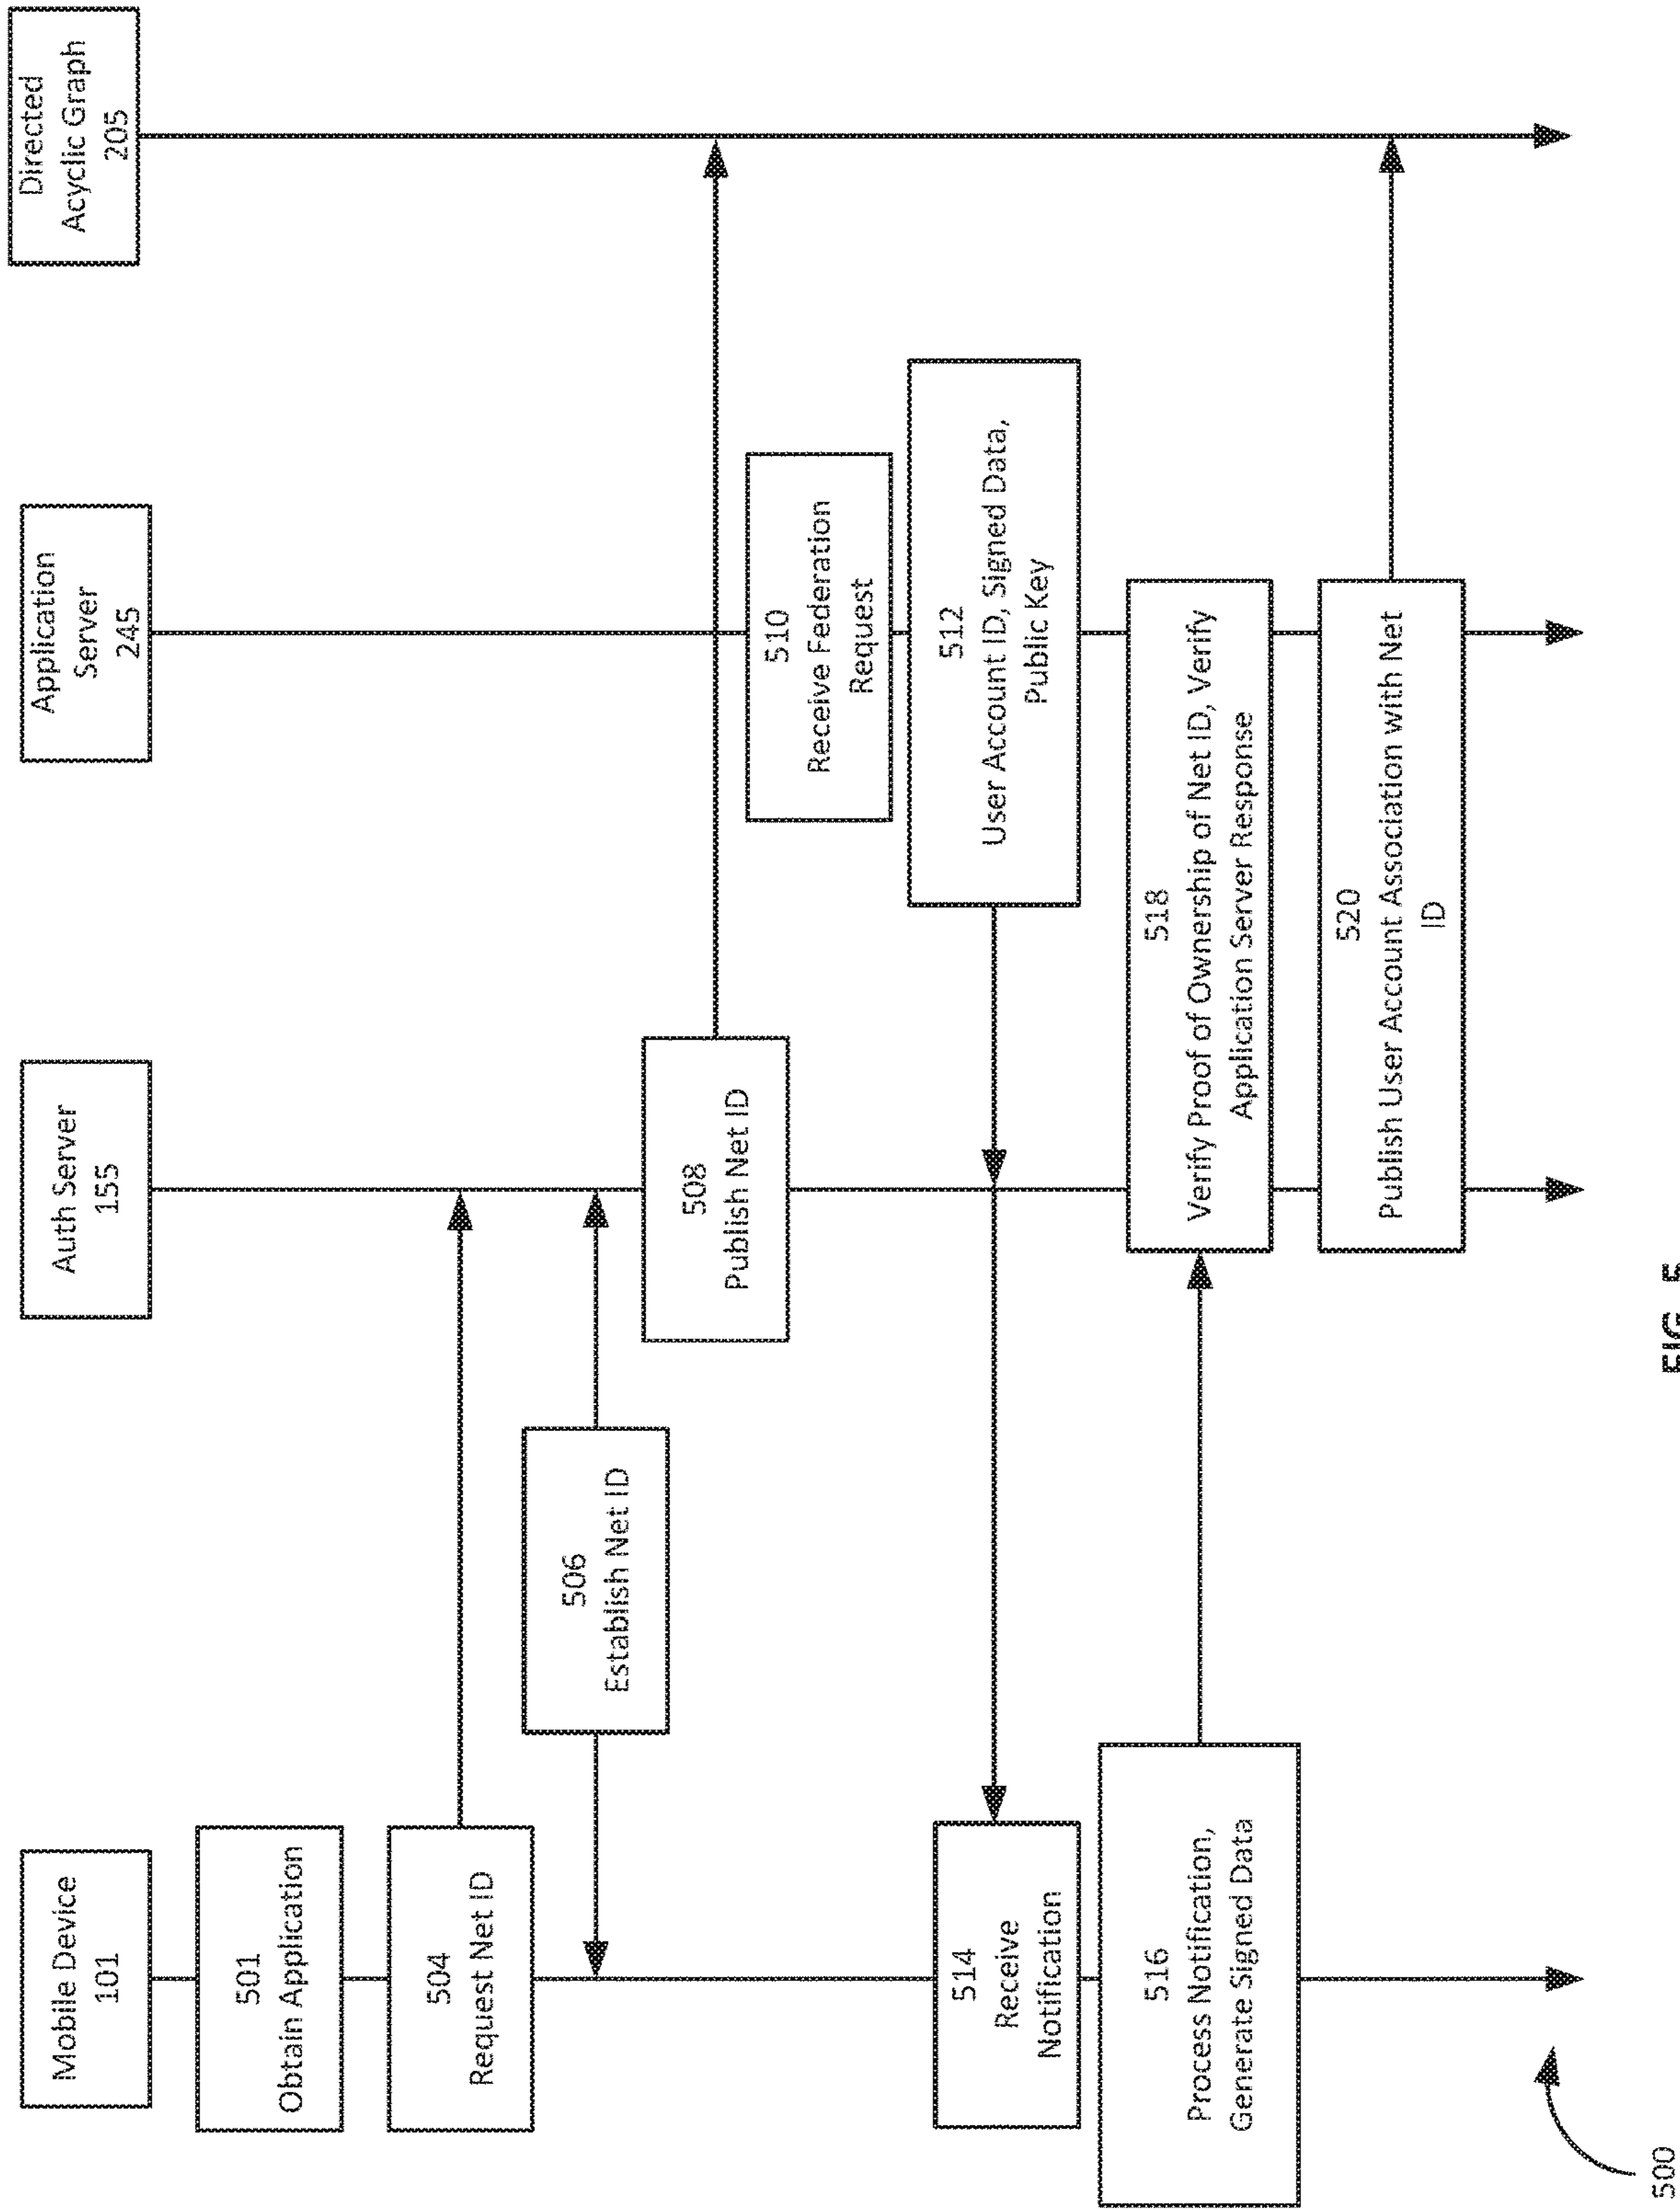 Mobile Device
101
Auth Server
155
Application
Server
245
Directed
Acyclic Graph
205
501
Obtain Application
504
Request Net ID
506
Establish Net ID
508
Publish Net ID
510
Receive Federation
Request
512
User Account ID, Signed Data,
Public Key
514
Receive
Notification
516
Process Notification,
Generate Signed Data
518
Verify Proof of Ownership of Net ID, Verify
Application Server Response
520
Publish User Account Association with Net
ID
500
FIG. 5